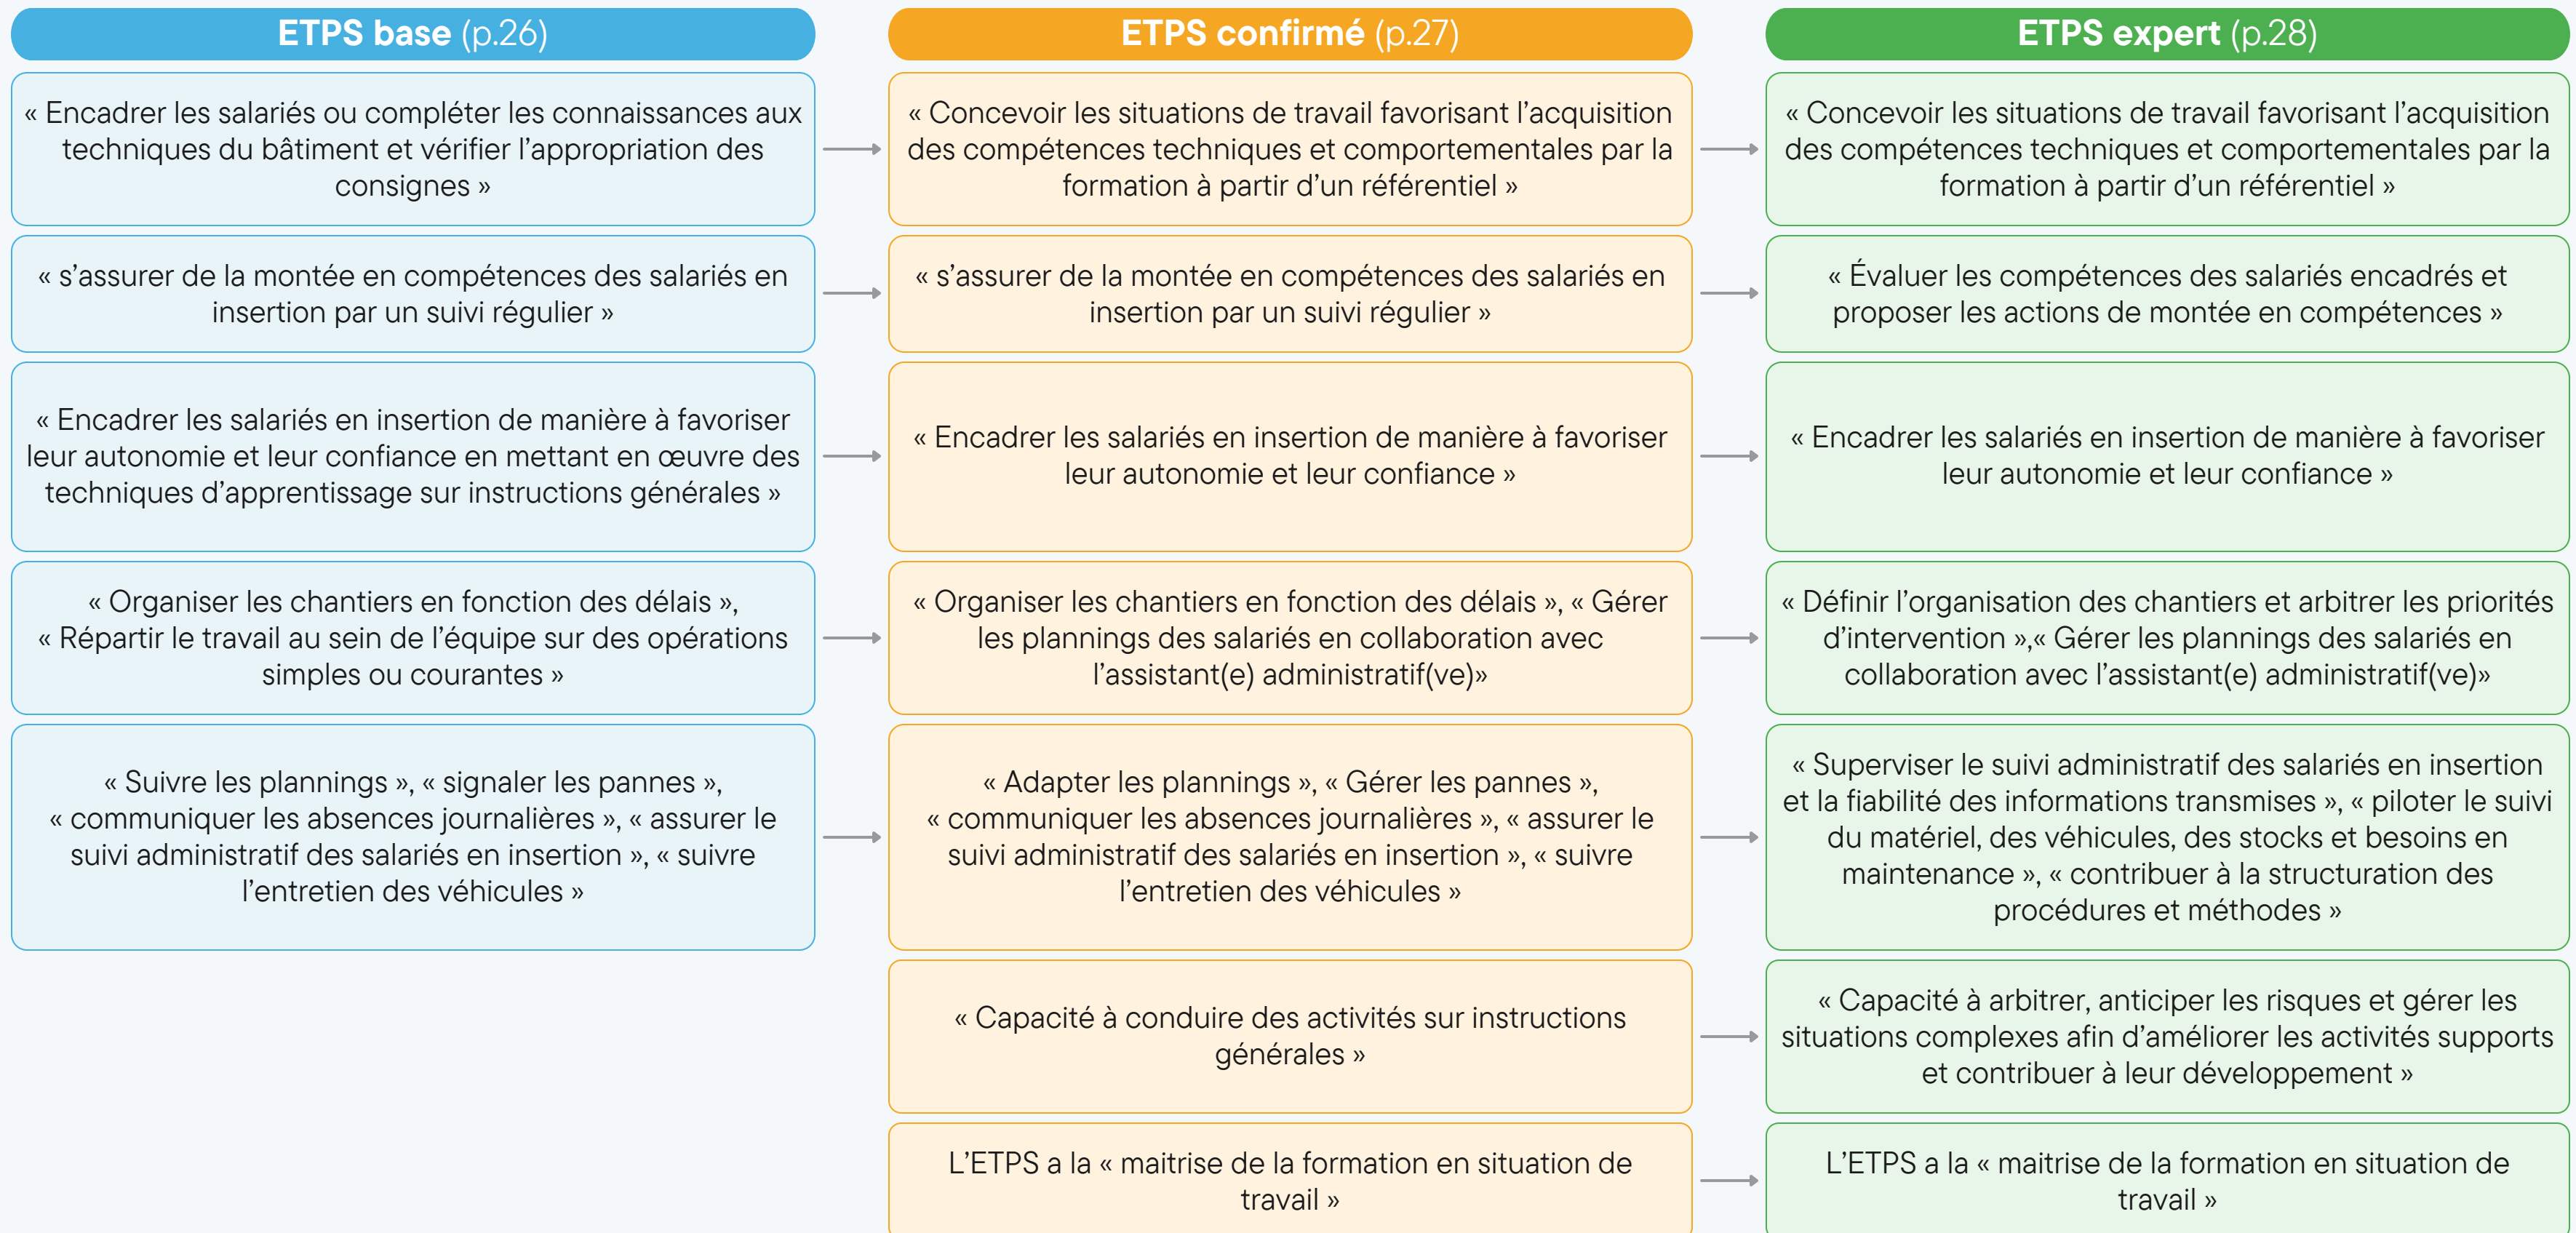 ETPS base (p.26)
ETPS confirmé (p.27)
ETPS expert (p.28)
« Encadrer les salariés ou compléter les connaissances aux
techniques du bâtiment et vérifier l’appropriation des
consignes »
« Concevoir les situations de travail favorisant l’acquisition
des compétences techniques et comportementales par la
formation à partir d’un référentiel »
« Concevoir les situations de travail favorisant l’acquisition
des compétences techniques et comportementales par la
formation à partir d’un référentiel »
« s’assurer de la montée en compétences des salariés en
insertion par un suivi régulier »
« s’assurer de la montée en compétences des salariés en
insertion par un suivi régulier »
« Évaluer les compétences des salariés encadrés et
proposer les actions de montée en compétences »
« Encadrer les salariés en insertion de manière à favoriser
leur autonomie et leur confiance en mettant en œuvre des
techniques d’apprentissage sur instructions générales »
« Encadrer les salariés en insertion de manière à favoriser
leur autonomie et leur confiance »
« Encadrer les salariés en insertion de manière à favoriser
leur autonomie et leur confiance »
« Organiser les chantiers en fonction des délais »,
« Répartir le travail au sein de l’équipe sur des opérations
simples ou courantes »
« Organiser les chantiers en fonction des délais », « Gérer
les plannings des salariés en collaboration avec
l’assistant(e) administratif(ve)»
« Définir l’organisation des chantiers et arbitrer les priorités
d’intervention »,« Gérer les plannings des salariés en
collaboration avec l’assistant(e) administratif(ve)»
« Suivre les plannings », « signaler les pannes »,
« communiquer les absences journalières », « assurer le
suivi administratif des salariés en insertion », « suivre
l’entretien des véhicules »
« Adapter les plannings », « Gérer les pannes »,
« communiquer les absences journalières », « assurer le
suivi administratif des salariés en insertion », « suivre
l’entretien des véhicules »
« Superviser le suivi administratif des salariés en insertion
et la fiabilité des informations transmises », « piloter le suivi
du matériel, des véhicules, des stocks et besoins en
maintenance », « contribuer à la structuration des
procédures et méthodes »
« Capacité à conduire des activités sur instructions
générales »
« Capacité à arbitrer, anticiper les risques et gérer les
situations complexes afin d’améliorer les activités supports
et contribuer à leur développement »
L’ETPS a la « maitrise de la formation en situation de
travail »
L’ETPS a la « maitrise de la formation en situation de
travail »